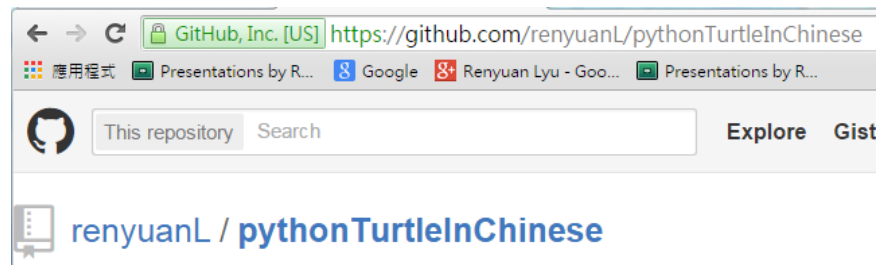 GitHub, Inc. [US] https://github.com/renyuanL/pythonTurtleInChinese
應用程式 Presentations by R... Google Renyuan Lyu - Goo... Presentations by R...
This repository Search Explore Gist
renyuanL / pythonTurtleInChinese